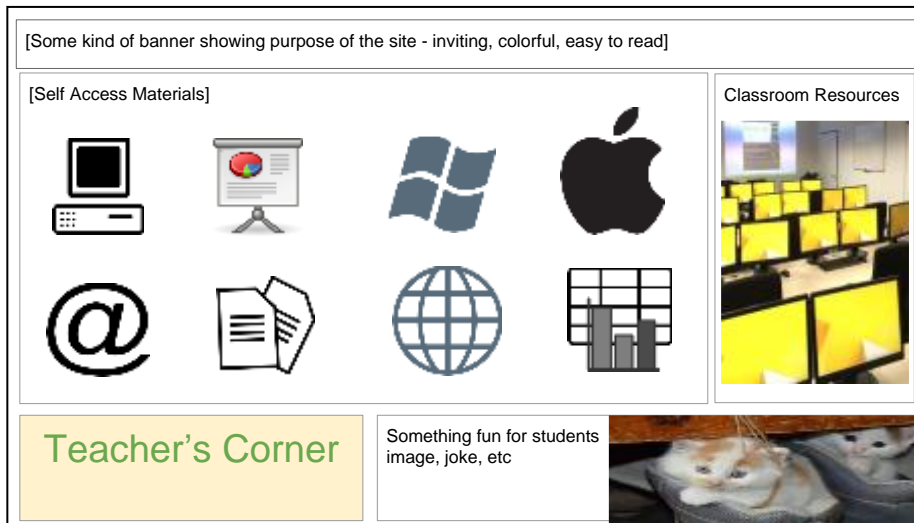 [Some kind of banner showing purpose of the site - inviting, colorful, easy to read]
[Self Access Materials]
Classroom Resources
@
Teacher’s Corner
Something fun for students
image, joke, etc